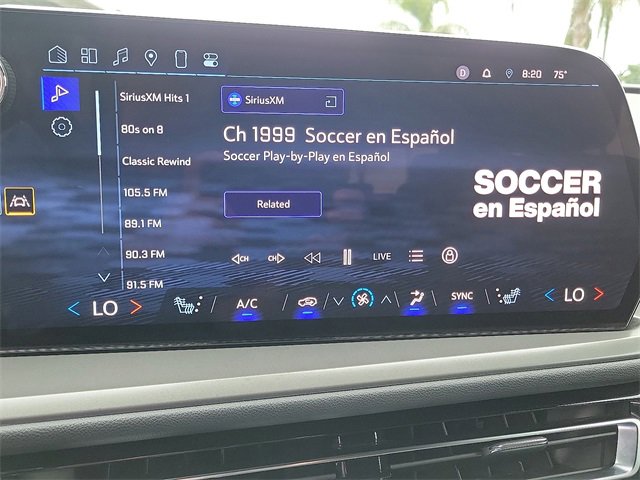 D
8:20
75°
SiriusXM Hits 1
80s on 8
Classic Rewind
105.5 FM
89.1 FM
90.3 FM
91.5 FM
SiriusXM
Ch 1999 Soccer en Español
Soccer Play-by-Play en Español
Related
SOCCER
en Español
CH
CH
LIVE
LO
A/C
SYNC
LO